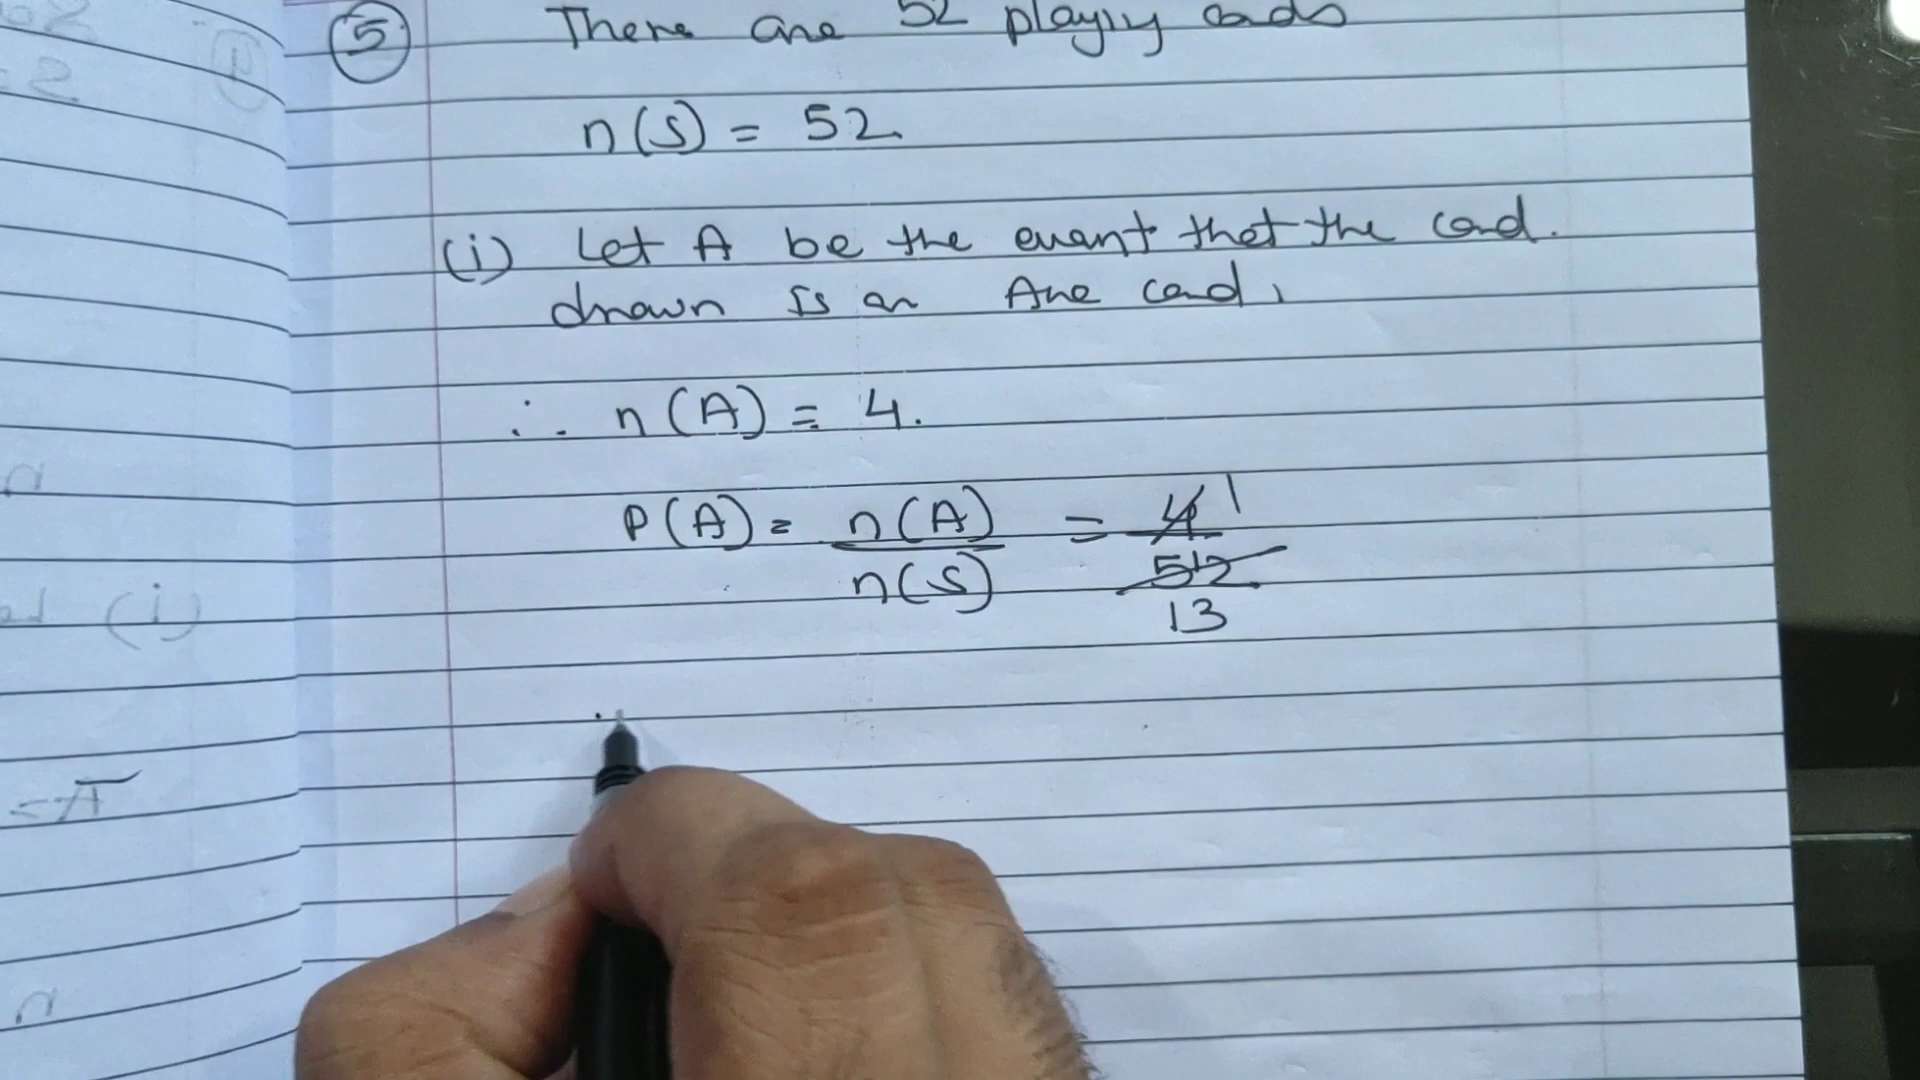 5 There are 52 playing cards
n(S) = 52
(i) Let A be the event that the card.
drawn is an Ace card,
∴ n(A) = 4.
P(A) = n(A)/n(S) = 4/52 1/13
(i)